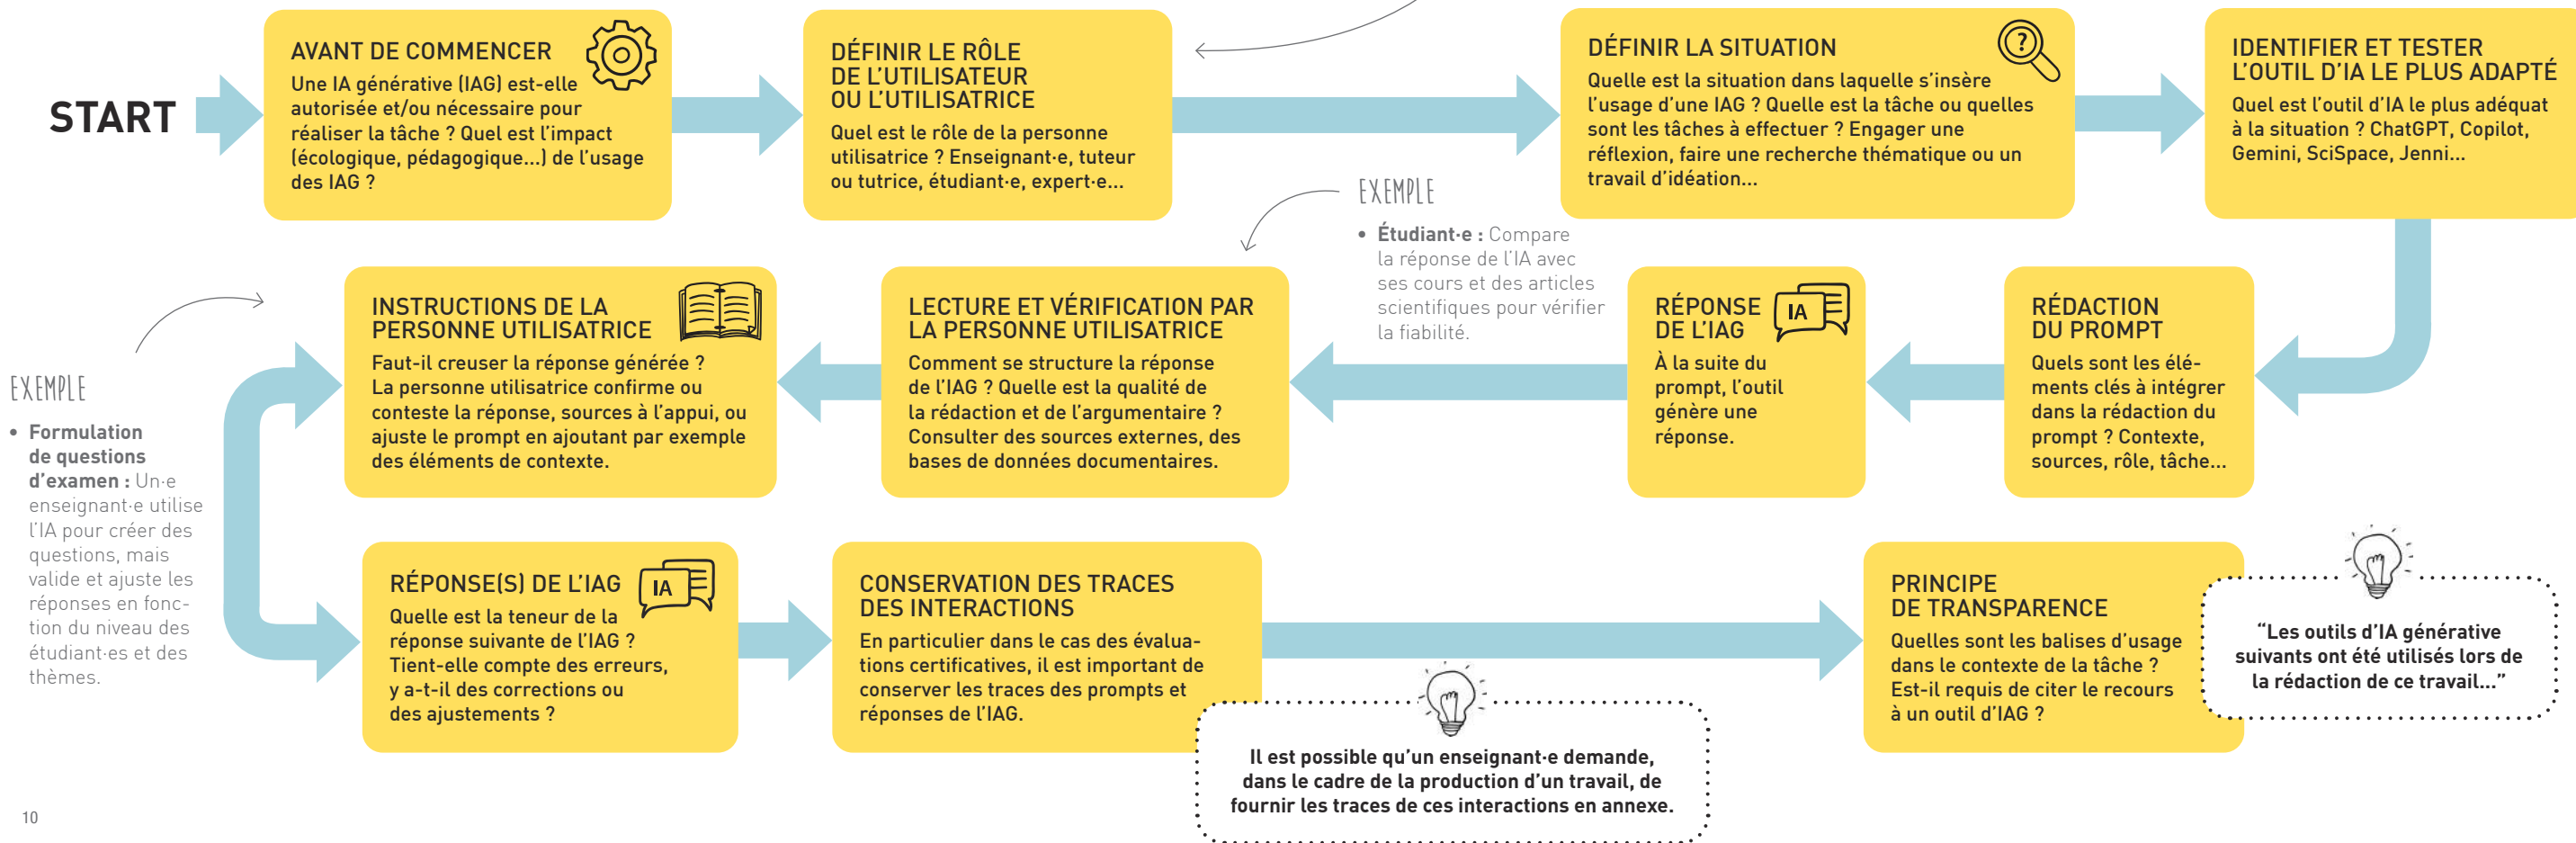 START
AVANT DE COMMENCER
Une IA générative (IAG) est-elle
autorisée et/ou nécessaire pour
réaliser la tâche ? Quel est l’impact
(écologique, pédagogique...) de l’usage
des IAG ?
DÉFINIR LE RÔLE
DE L’UTILISATEUR
OU L’UTILISATRICE
Quel est le rôle de la personne
utilisatrice ? Enseignant·e, tuteur
ou tutrice, étudiant·e, expert·e...
DÉFINIR LA SITUATION
Quelle est la situation dans laquelle s’insère
l’usage d’une IAG ? Quelle est la tâche ou quelles
sont les tâches à effectuer ? Engager une
réflexion, faire une recherche thématique ou un
travail d’idéation...
?
IDENTIFIER ET TESTER
L’OUTIL D’IA LE PLUS ADAPTÉ
Quel est l’outil d’IA le plus adéquat
à la situation ? ChatGPT, Copilot,
Gemini, SciSpace, Jenni...
RÉDACTION
DU PROMPT
Quels sont les élé-
ments clés à intégrer
dans la rédaction du
prompt ? Contexte,
sources, rôle, tâche...
RÉPONSE
DE L’IAG
IA
À la suite du
prompt, l’outil
génère une
réponse.
EXEMPLE
• Étudiant·e : Compare
la réponse de l’IA avec
ses cours et des articles
scientifiques pour vérifier
la fiabilité.
LECTURE ET VÉRIFICATION PAR
LA PERSONNE UTILISATRICE
Comment se structure la réponse
de l’IAG ? Quelle est la qualité de
la rédaction et de l’argumentaire ?
Consulter des sources externes, des
bases de données documentaires.
INSTRUCTIONS DE LA
PERSONNE UTILISATRICE
Faut-il creuser la réponse générée ?
La personne utilisatrice confirme ou
conteste la réponse, sources à l’appui, ou
ajuste le prompt en ajoutant par exemple
des éléments de contexte.
EXEMPLE
• Formulation
de questions
d’examen : Un·e
enseignant·e utilise
l’IA pour créer des
questions, mais
valide et ajuste les
réponses en fonc-
tion du niveau des
étudiant·es et des
thèmes.
RÉPONSE(S) DE L’IAG
IA
Quelle est la teneur de la
réponse suivante de l’IAG ?
Tient-elle compte des erreurs,
y a-t-il des corrections ou
des ajustements ?
CONSERVATION DES TRACES
DES INTERACTIONS
En particulier dans le cas des évalua-
tions certificatives, il est important de
conserver les traces des prompts et
réponses de l’IAG.
Il est possible qu’un enseignant·e demande,
dans le cadre de la production d’un travail, de
fournir les traces de ces interactions en annexe.
PRINCIPE
DE TRANSPARENCE
Quelles sont les balises d’usage
dans le contexte de la tâche ?
Est-il requis de citer le recours
à un outil d’IAG ?
“Les outils d’IA générative
suivants ont été utilisés lors de
la rédaction de ce travail...”
10